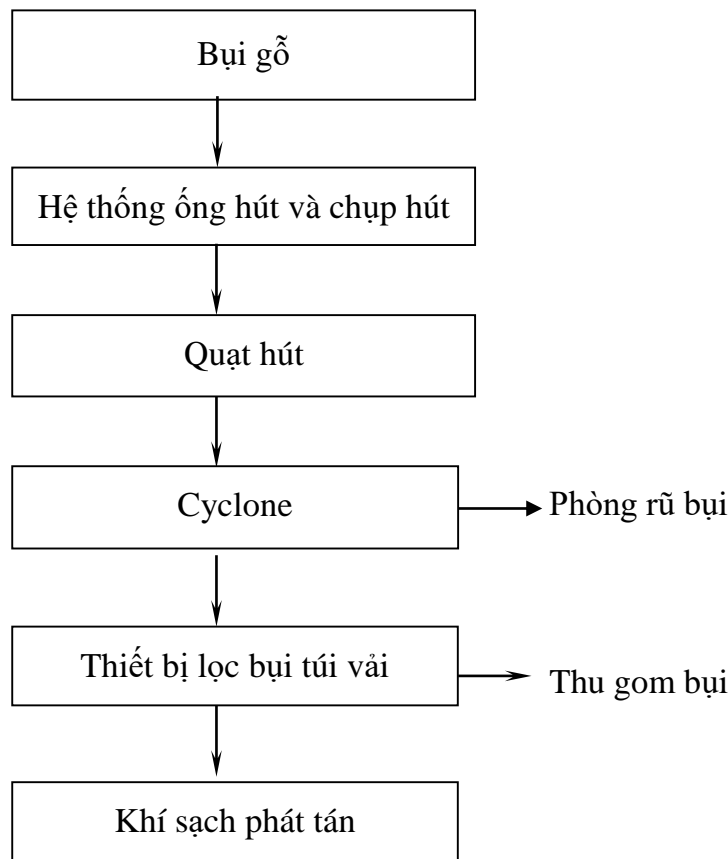 Bụi gỗ
Hệ thống ống hút và chụp hút
Quạt hút
Cyclone
Phòng rũ bụi
Thiết bị lọc bụi túi vải
Thu gom bụi
Khí sạch phát tán